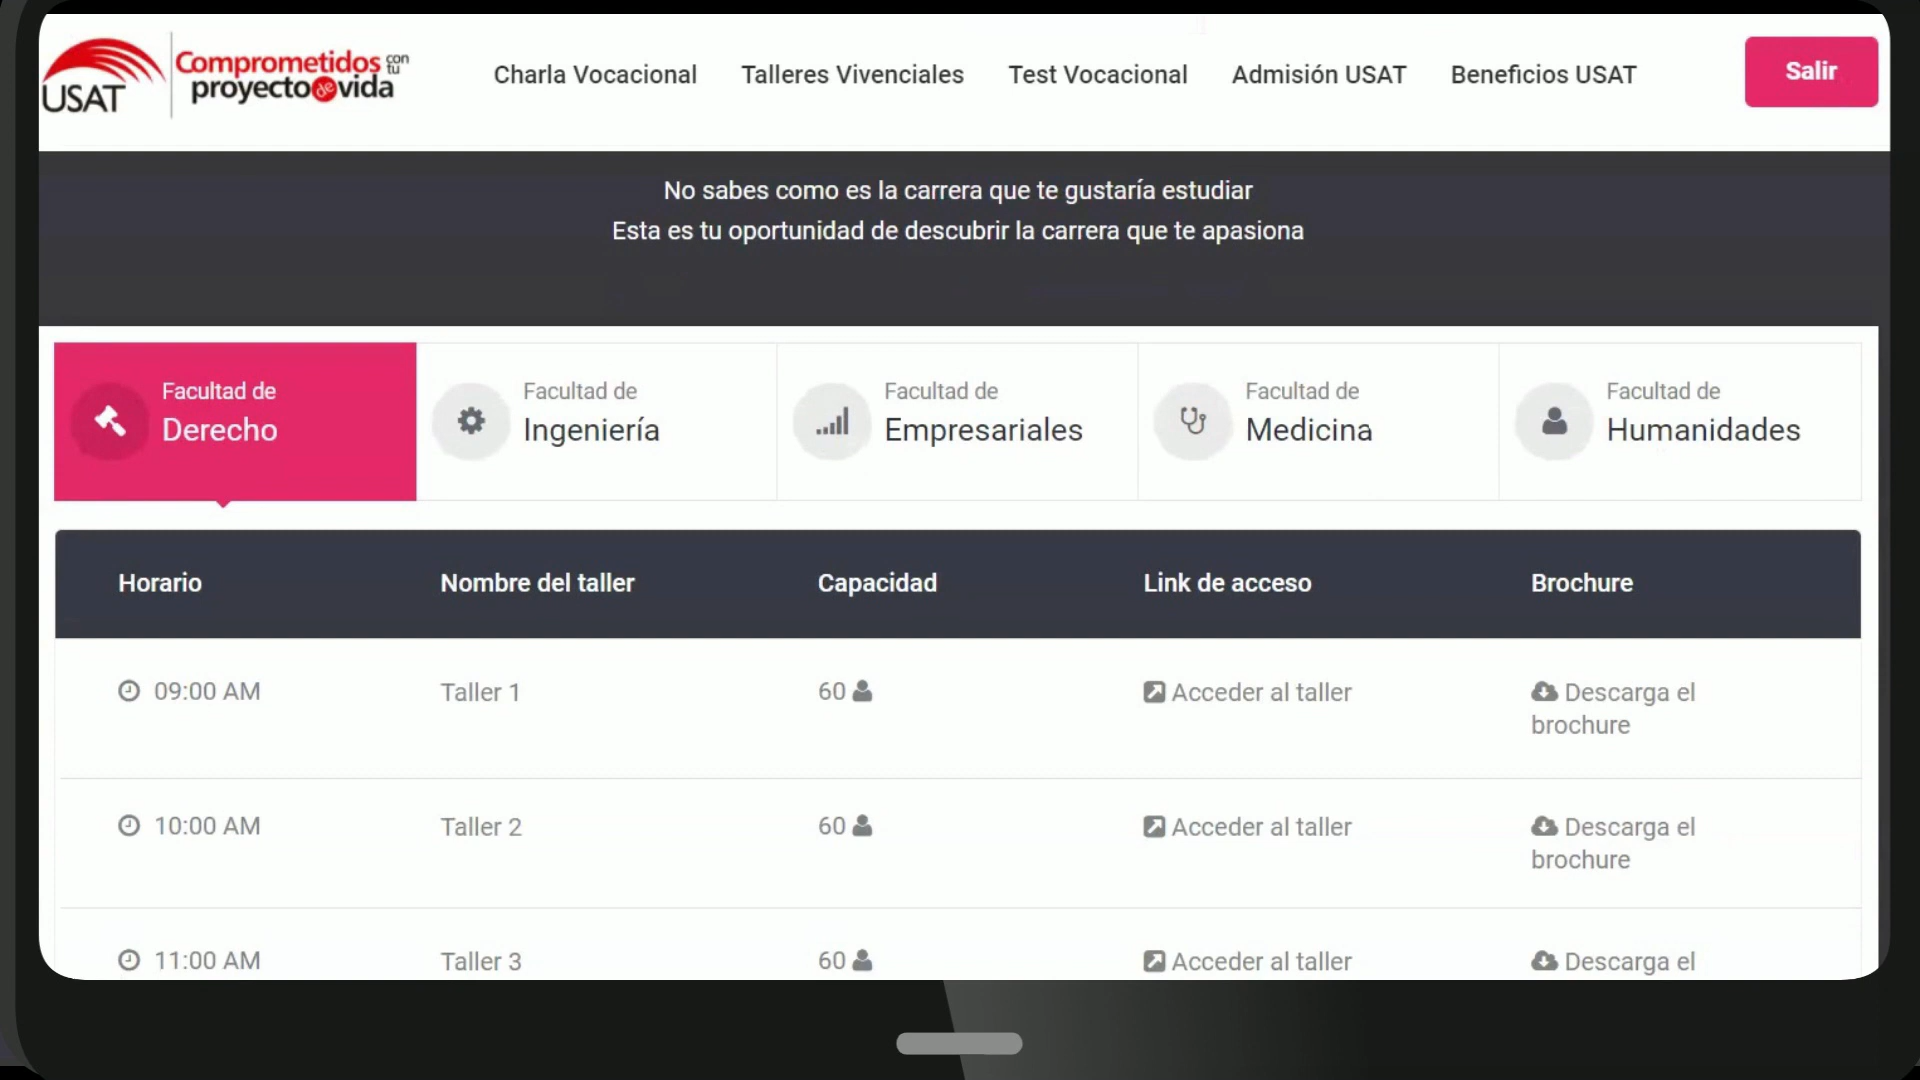 USAT
Comprometidos con tu
proyecto de vida
Charla Vocacional
Talleres Vivenciales
Test Vocacional
Admisión USAT
Beneficios USAT
Salir
No sabes como es la carrera que te gustaría estudiar
Esta es tu oportunidad de descubrir la carrera que te apasiona
Facultad de
Derecho
Facultad de
Ingeniería
Facultad de
Empresariales
Facultad de
Medicina
Facultad de
Humanidades
Horario
Nombre del taller
Capacidad
Link de acceso
Brochure
09:00 AM
Taller 1
60
Acceder al taller
Descarga el
brochure
10:00 AM
Taller 2
60
Acceder al taller
Descarga el
brochure
11:00 AM
Taller 3
60
Acceder al taller
Descarga el